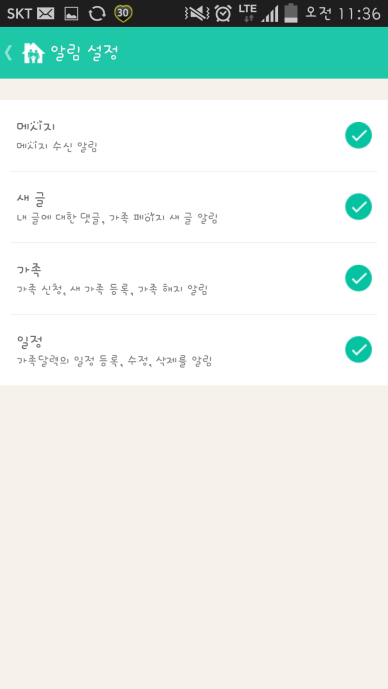 SKT 30 LTE 오전 11:36
알림 설정
메시지
메시지 수신 알림
새 글
내 글에 대한 댓글, 가족 페이지 새 글 알림
가족
가족 신청, 새 가족 등록, 가족 해지 알림
일정
가족달력의 일정 등록, 수정, 삭제를 알림